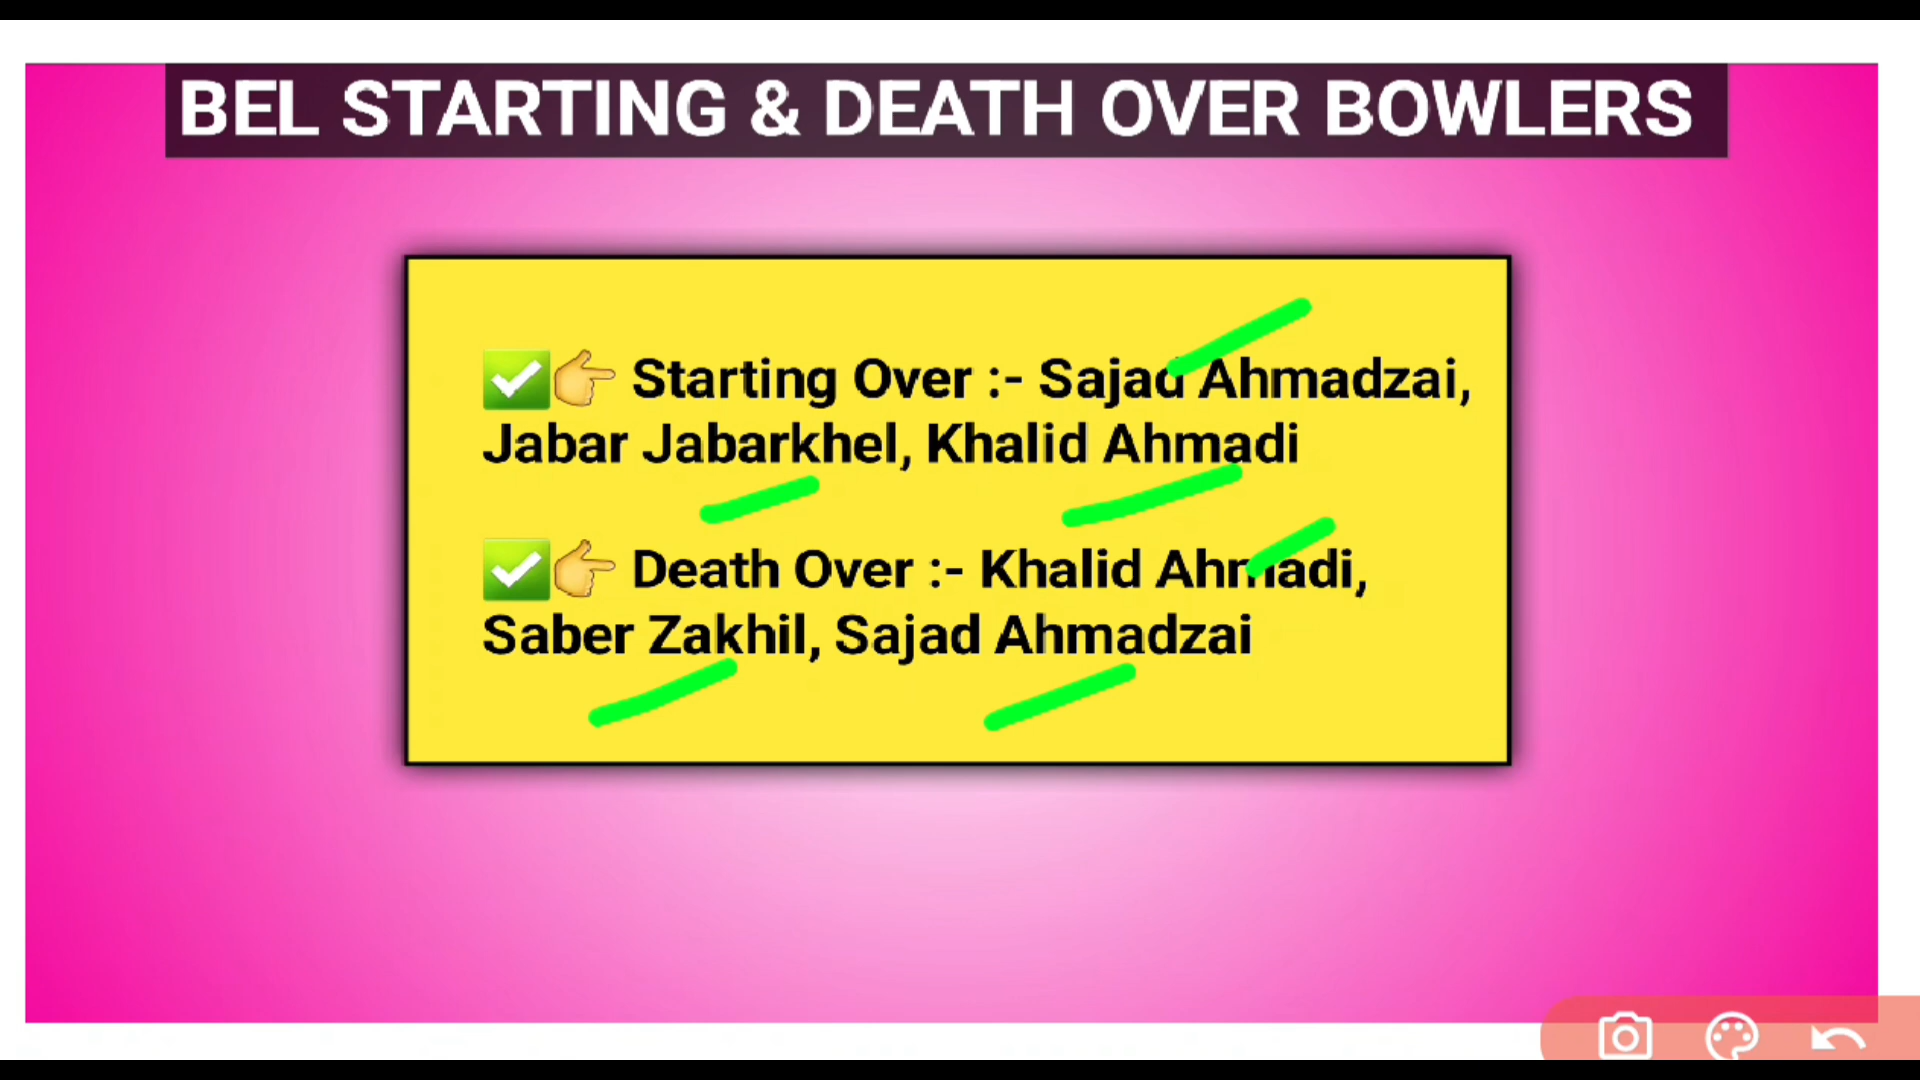 BEL STARTING & DEATH OVER BOWLERS
✅👉 Starting Over :- Sajad Ahmadzai,
Jabar Jabarkhel, Khalid Ahmadi
✅👉 Death Over :- Khalid Ahmadi,
Saber Zakhil, Sajad Ahmadzai